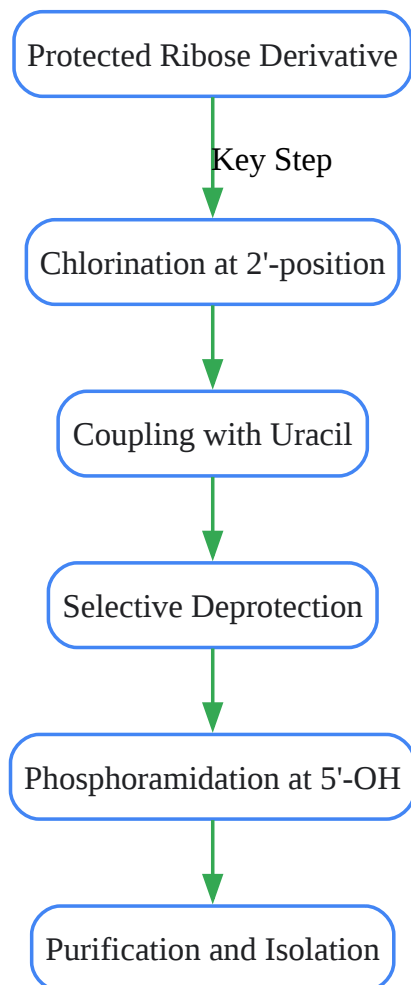 Protected Ribose Derivative
Key Step
Chlorination at 2'-position
Coupling with Uracil
Selective Deprotection
Phosphoramidation at 5'-OH
Purification and Isolation